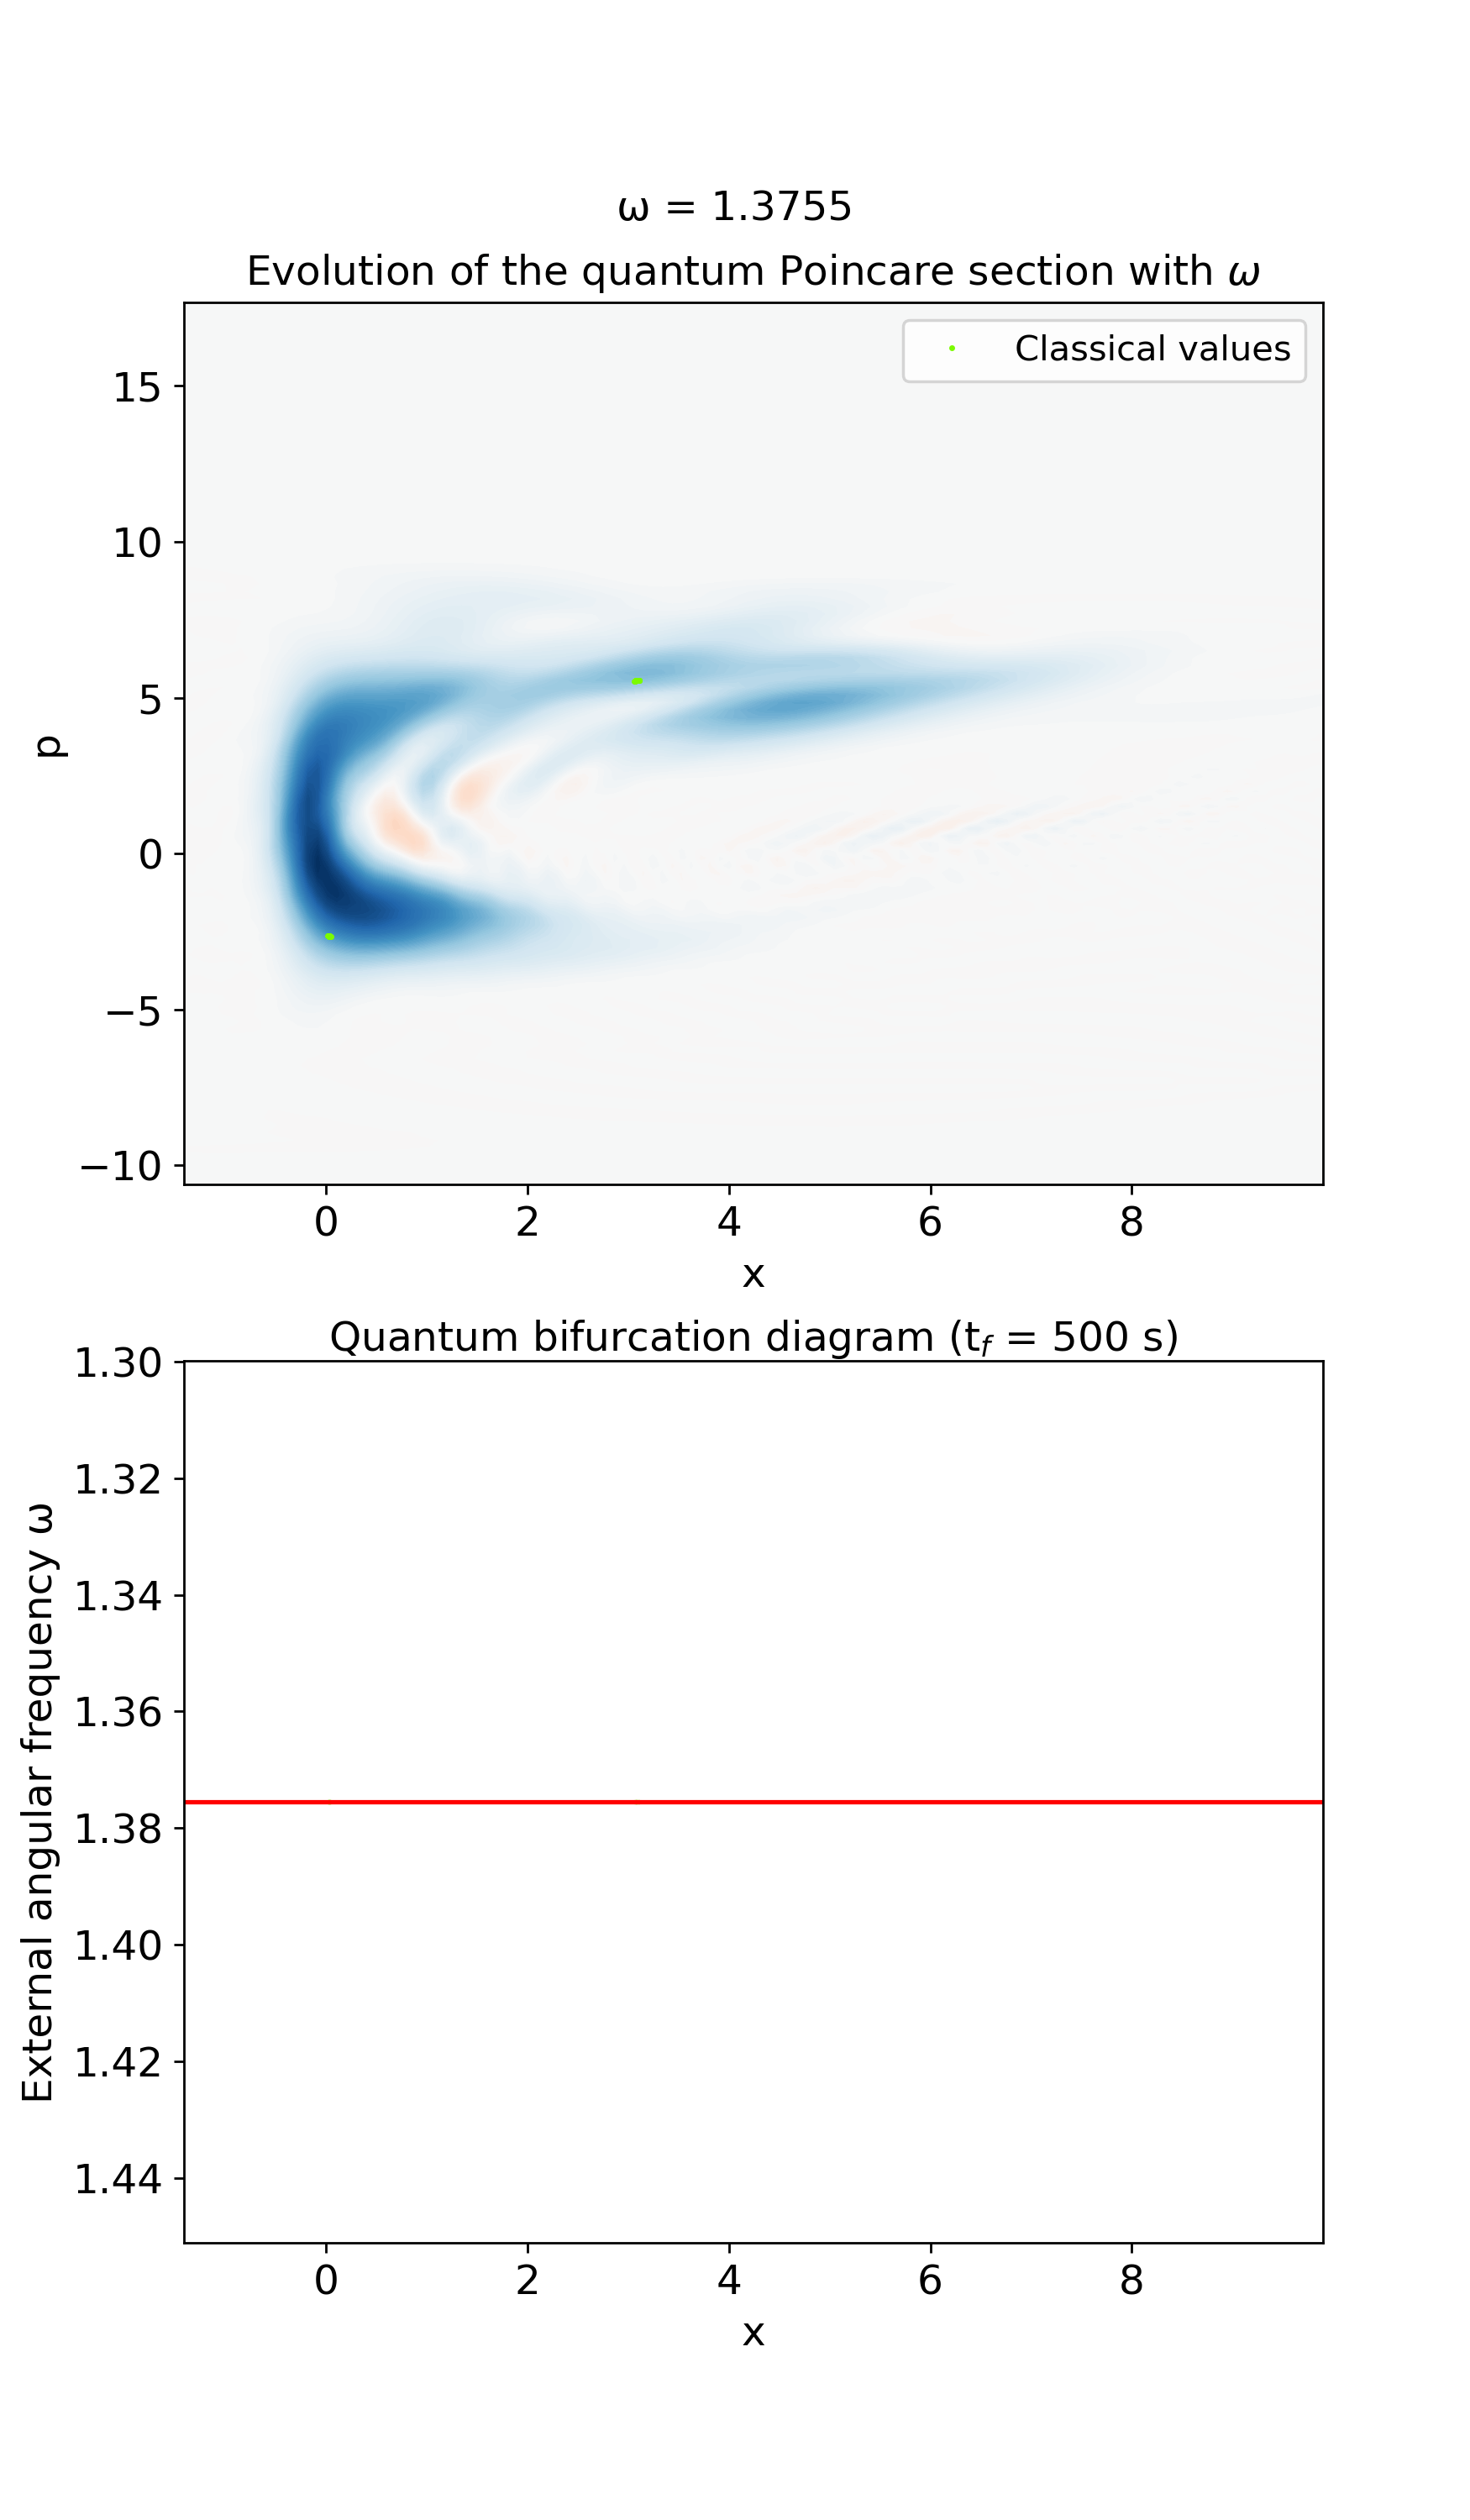 ω = 1.3755
Evolution of the quantum Poincare section with ω
Classical values
15
10
5
0
−5
−10
p
0 2 4 6 8
x
Quantum bifurcation diagram (t_f = 500 s)
1.30
1.32
1.34
1.36
1.38
1.40
1.42
1.44
External angular frequency ω
0 2 4 6 8
x